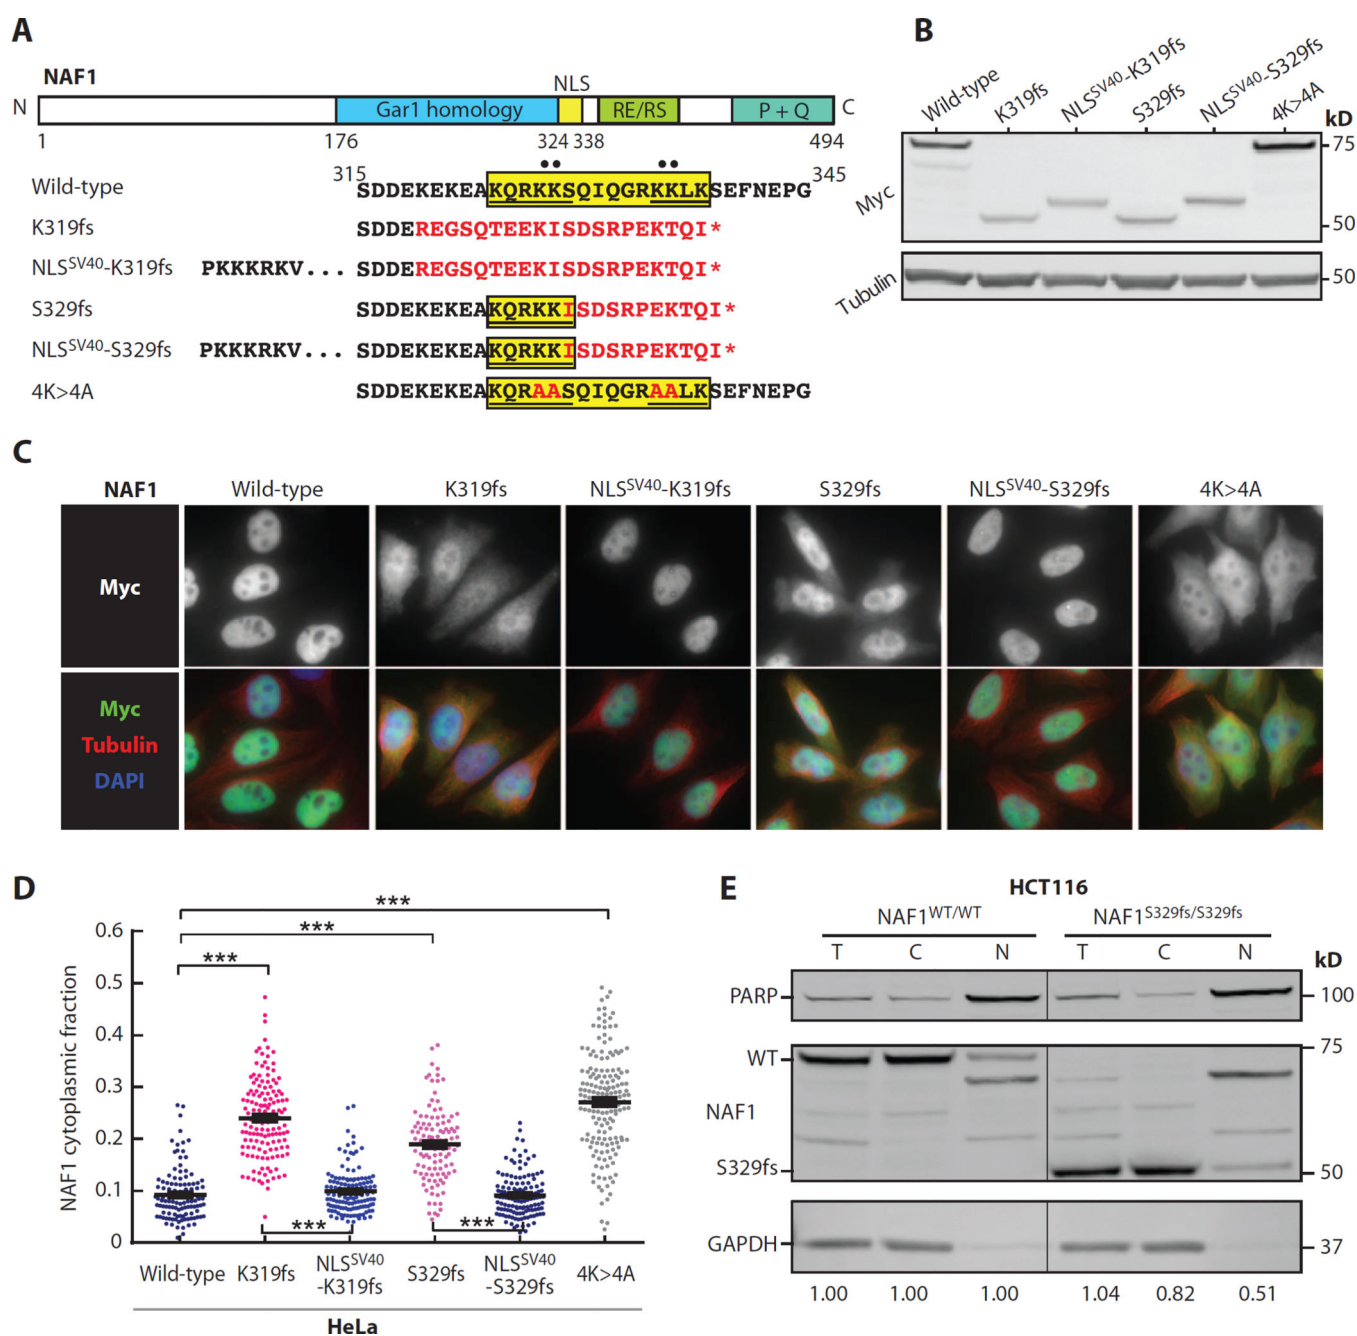 A
NAF1
NLS
N Gar1 homology RE/RS P + Q C
1 176 324 338 494
315 345
Wild-type SDDEKEKEAKQRKKSQIQGRKKLKSEFNEPG
K319fs SDDEREGSQTEEKISDSRPEKTQI*
NLSSV40-K319fs PKKKRKV... SDDEREGSQTEEKISDSRPEKTQI*
S329fs SDDEKEKEAKQRKKISDSRPEKTQI*
NLSSV40-S329fs PKKKRKV... SDDEKEKEAKQRKKISDSRPEKTQI*
4K>4A SDDEKEKEAKQRAASQIQGRAALKSEFNEPG
B
Wild-type K319fs NLSSV40-K319fs S329fs NLSSV40-S329fs 4K>4A
kD
75
Myc
50
Tubulin
50
C
NAF1 Wild-type K319fs NLSSV40-K319fs S329fs NLSSV40-S329fs 4K>4A
Myc
Myc
Tubulin
DAPI
D
NAF1 cytoplasmic fraction
0.6
0.5
0.4
0.3
0.2
0.1
0
***
***
***
***
***
Wild-type K319fs NLSSV40 -K319fs S329fs NLSSV40 -S329fs 4K>4A
HeLa
E
HCT116
NAF1WT/WT NAF1S329fs/S329fs
T C N T C N
kD
PARP 100
WT 75
NAF1
S329fs 50
GAPDH 37
1.00 1.00 1.00 1.04 0.82 0.51